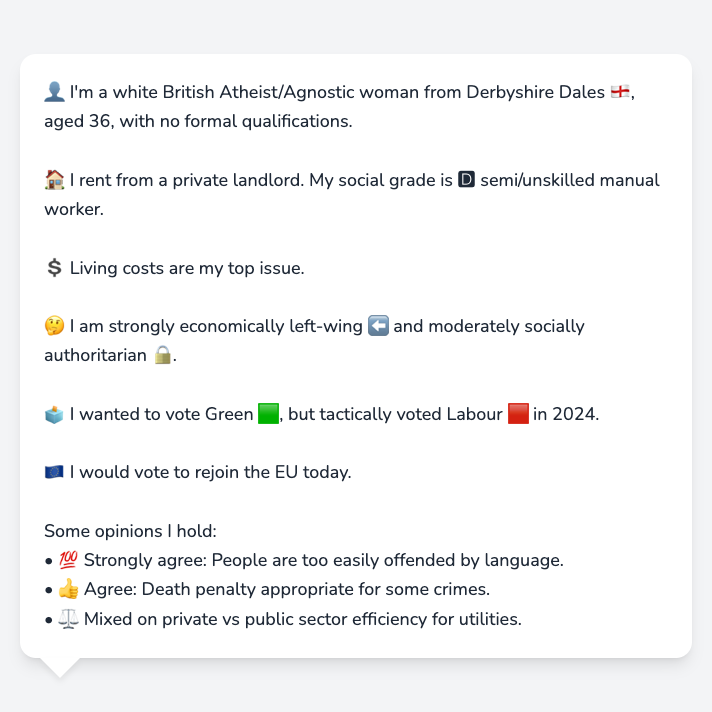 👤 I'm a white British Atheist/Agnostic woman from Derbyshire Dales 🏴󠁧󠁢󠁥󠁮󠁧󠁿,
aged 36, with no formal qualifications.
🏠 I rent from a private landlord. My social grade is 🅳 semi/unskilled manual
worker.
💲 Living costs are my top issue.
🤔 I am strongly economically left-wing ⬅️ and moderately socially
authoritarian 🔒.
🗳️ I wanted to vote Green 🟩, but tactically voted Labour 🟥 in 2024.
🇪🇺 I would vote to rejoin the EU today.
Some opinions I hold:
• 💯 Strongly agree: People are too easily offended by language.
• 👍 Agree: Death penalty appropriate for some crimes.
• ⚖️ Mixed on private vs public sector efficiency for utilities.